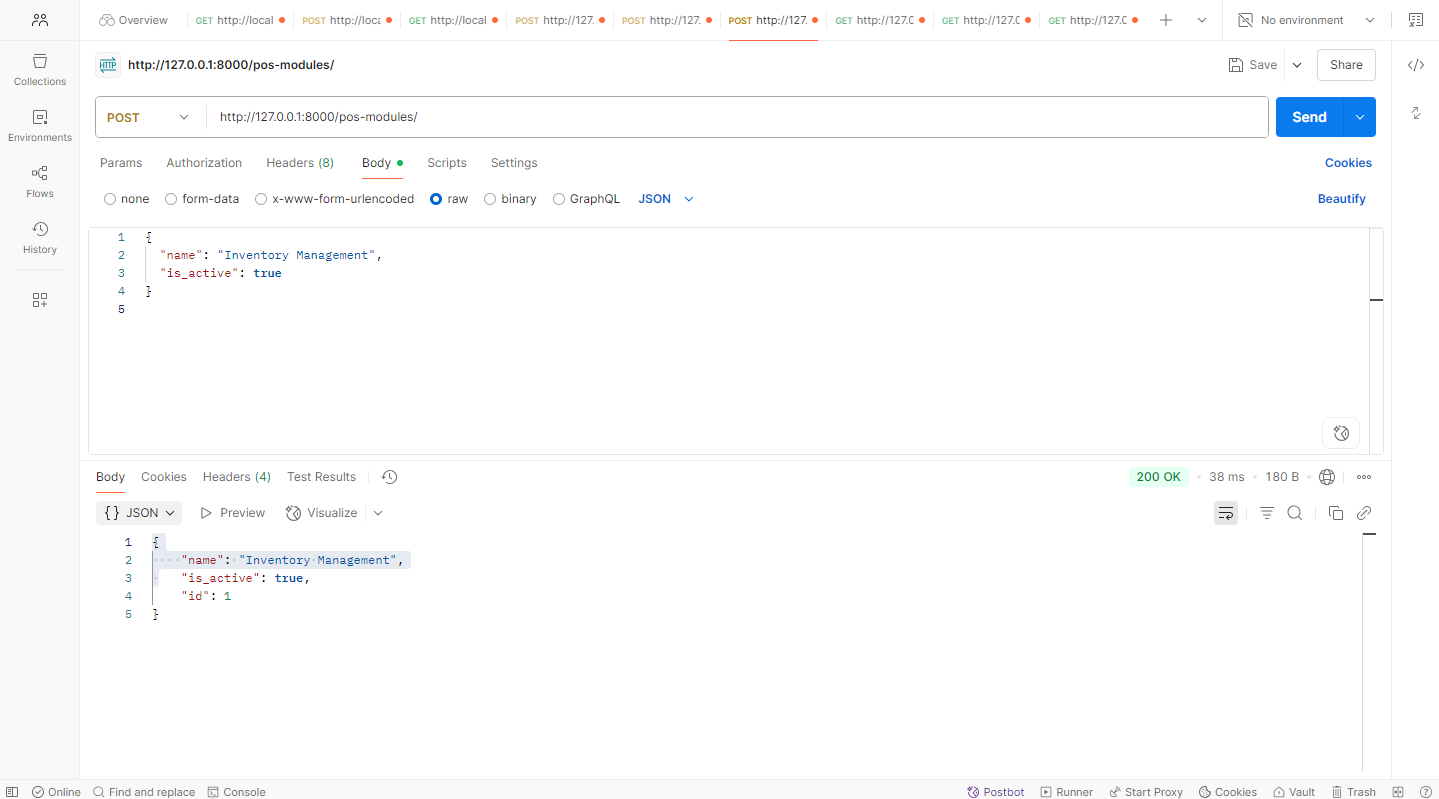 Overview
GET http://local
POST http://loca
GET http://local
POST http://127.
POST http://127.
POST http://127.
GET http://127.0
GET http://127.0
GET http://127.0
No environment
Collections
Environments
Flows
History
HTTP http://127.0.0.1:8000/pos-modules/
Save
Share
POST http://127.0.0.1:8000/pos-modules/
Send
Params Authorization Headers (8) Body Scripts Settings
Cookies
none form-data x-www-form-urlencoded raw binary GraphQL JSON
Beautify
1 {
2 "name": "Inventory Management",
3 "is_active": true
4 }
5
Body Cookies Headers (4) Test Results
200 OK • 38 ms • 180 B •
{} JSON Preview Visualize
1 {
2 "name": "Inventory Management",
3 "is_active": true,
4 "id": 1
5 }
Online Find and replace Console
Postbot Runner Start Proxy Cookies Vault Trash